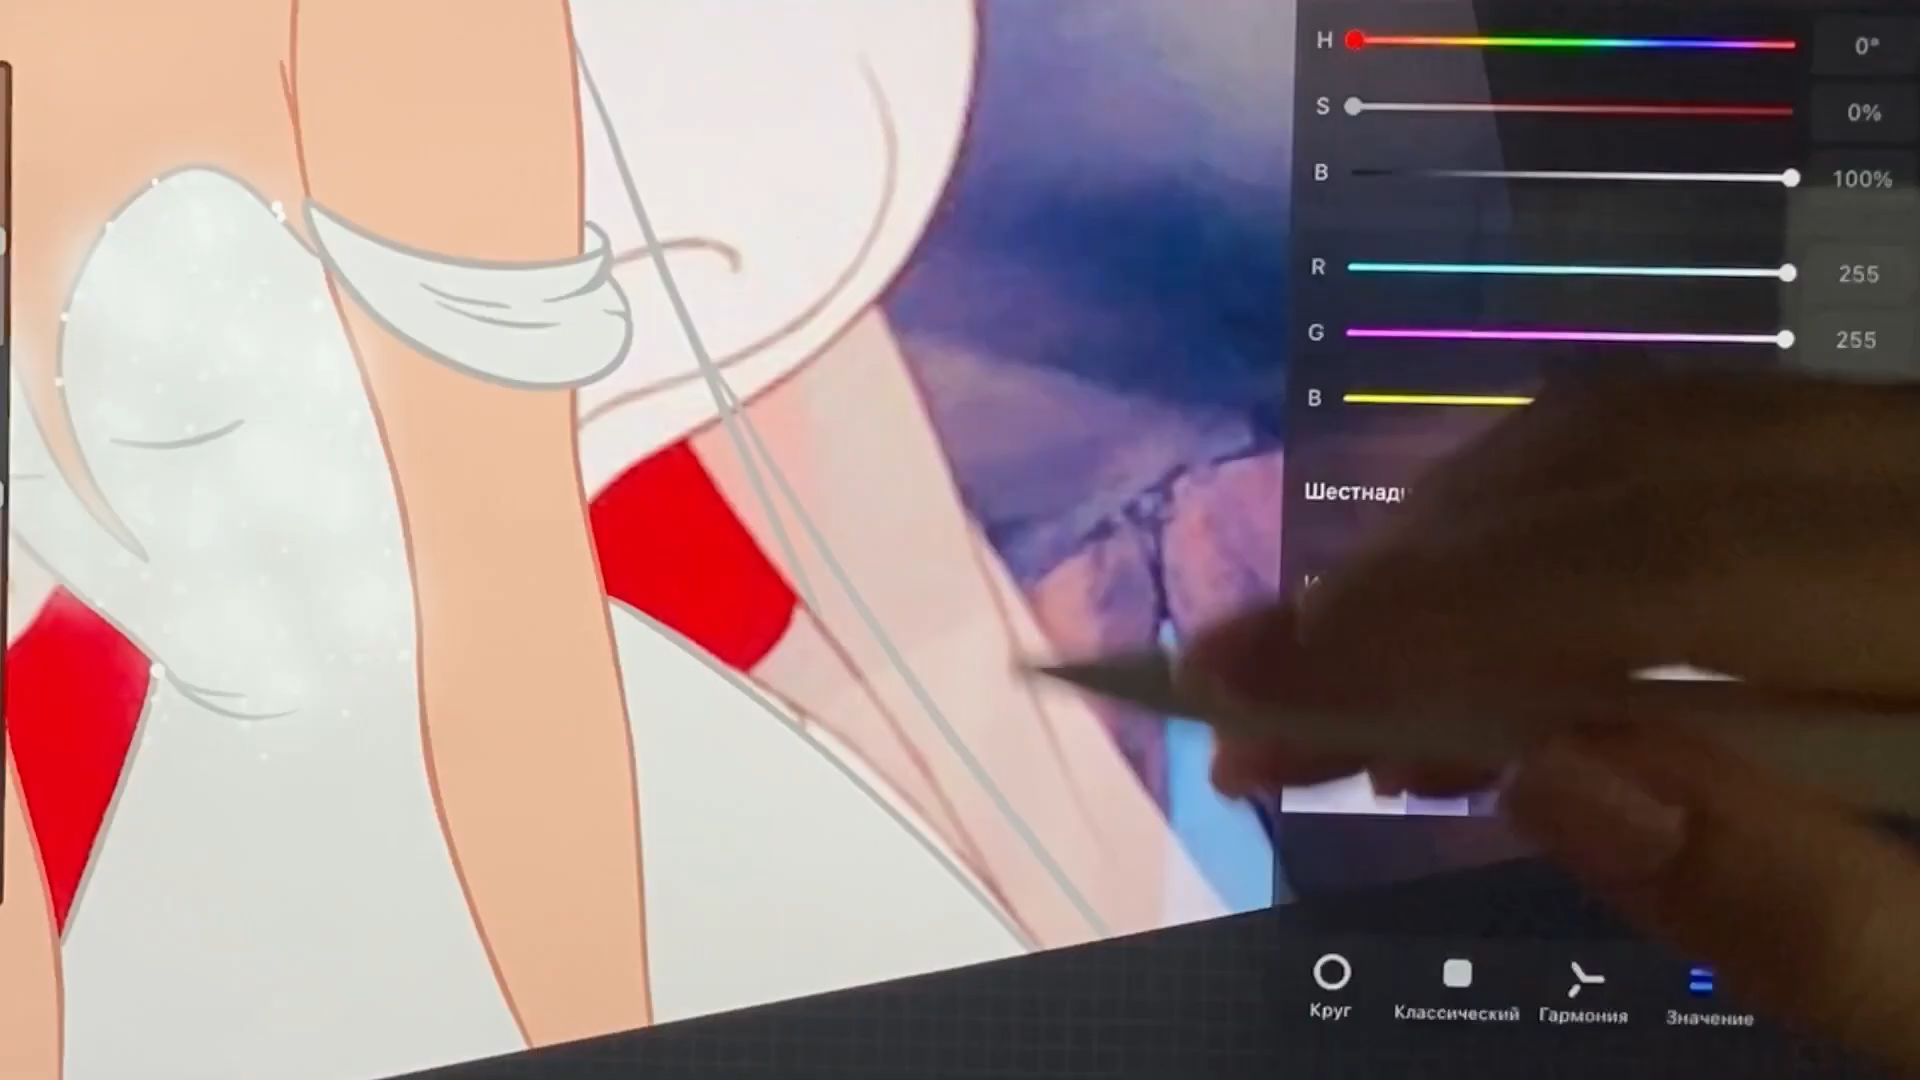 H 0°
S 0%
B 100%
R 255
G 255
B
Шестнад
Круг Классический Гармония Значение